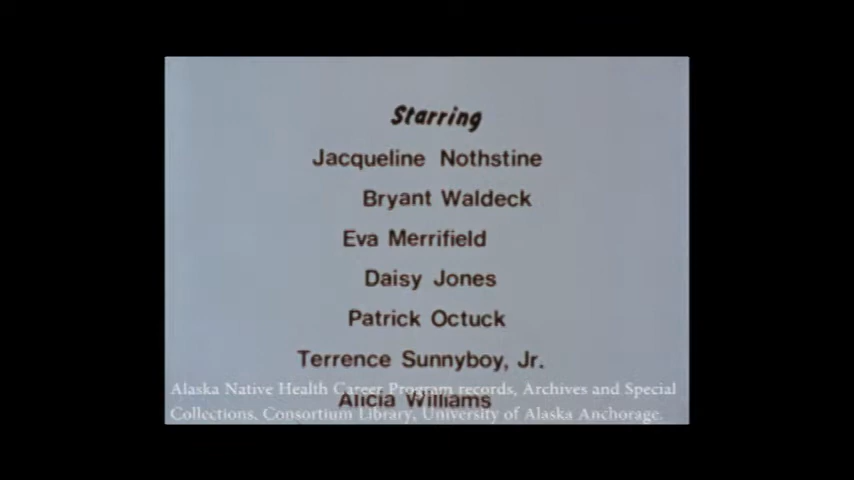 Starring
Jacqueline Nothstine
Bryant Waldeck
Eva Merrifield
Daisy Jones
Patrick Octuck
Terrence Sunnyboy, Jr.
Alicia Williams
Alaska Native Health Career Program records, Archives and Special
Collections, Consortium Library, University of Alaska Anchorage.